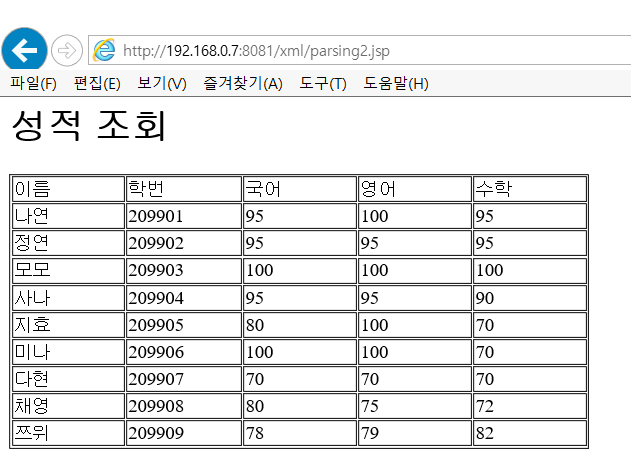 http://192.168.0.7:8081/xml/parsing2.jsp
파일(F) 편집(E) 보기(V) 즐겨찾기(A) 도구(T) 도움말(H)
성적 조회
이름 학번 국어 영어 수학
나연 209901 95 100 95
정연 209902 95 95 95
모모 209903 100 100 100
사나 209904 95 95 90
지효 209905 80 100 70
미나 209906 100 100 70
다현 209907 70 70 70
채영 209908 80 75 72
쯔위 209909 78 79 82